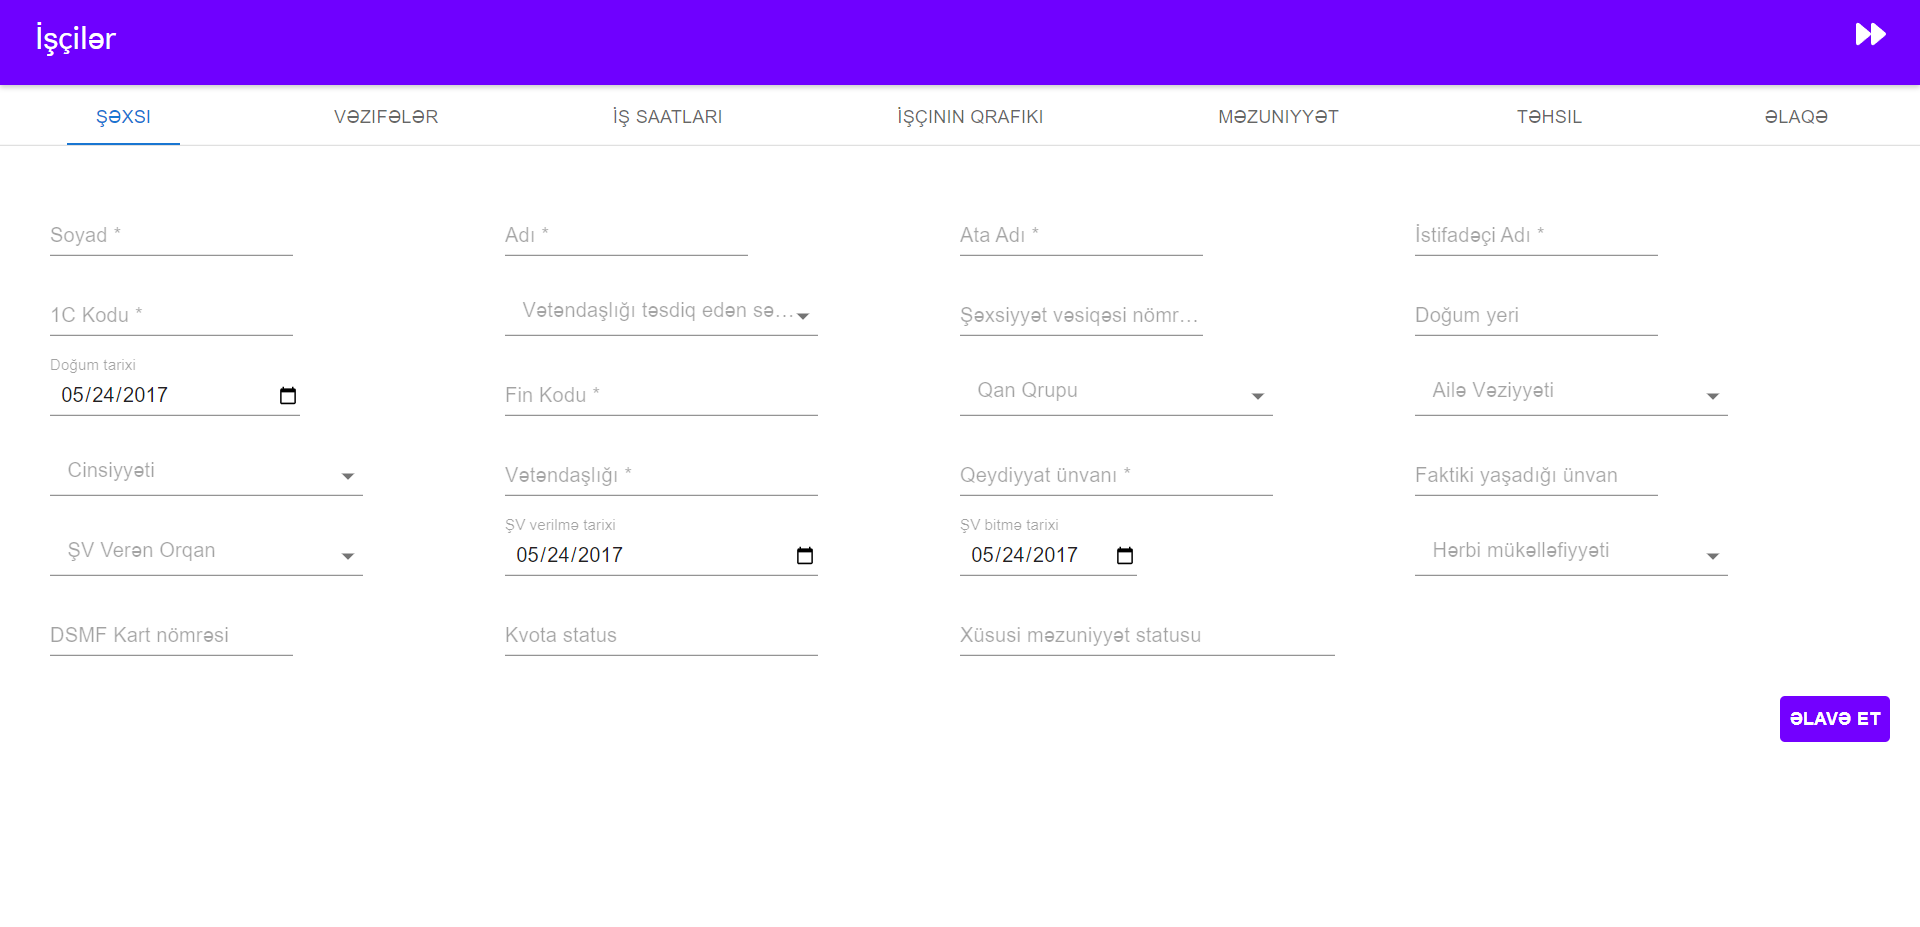 İşçilər
ŞƏXSI VƏZIFƏLƏR İŞ SAATLARI İŞÇININ QRAFIKI MƏZUNIYYƏT TƏHSIL ƏLAQƏ
Soyad * Adı * Ata Adı * İstifadəçi Adı *
1C Kodu * Vətəndaşlığı təsdiq edən sə... Şəxsiyyət vəsiqəsi nömr... Doğum yeri
Doğum tarixi
05/24/2017 Fin Kodu * Qan Qrupu Ailə Vəziyyəti
Cinsiyyəti Vətəndaşlığı * Qeydiyyat ünvanı * Faktiki yaşadığı ünvan
ŞV verilmə tarixi ŞV bitmə tarixi
ŞV Verən Orqan 05/24/2017 05/24/2017 Hərbi mükəlləfiyyəti
DSMF Kart nömrəsi Kvota status Xüsusi məzuniyyət statusu
ƏLAVƏ ET